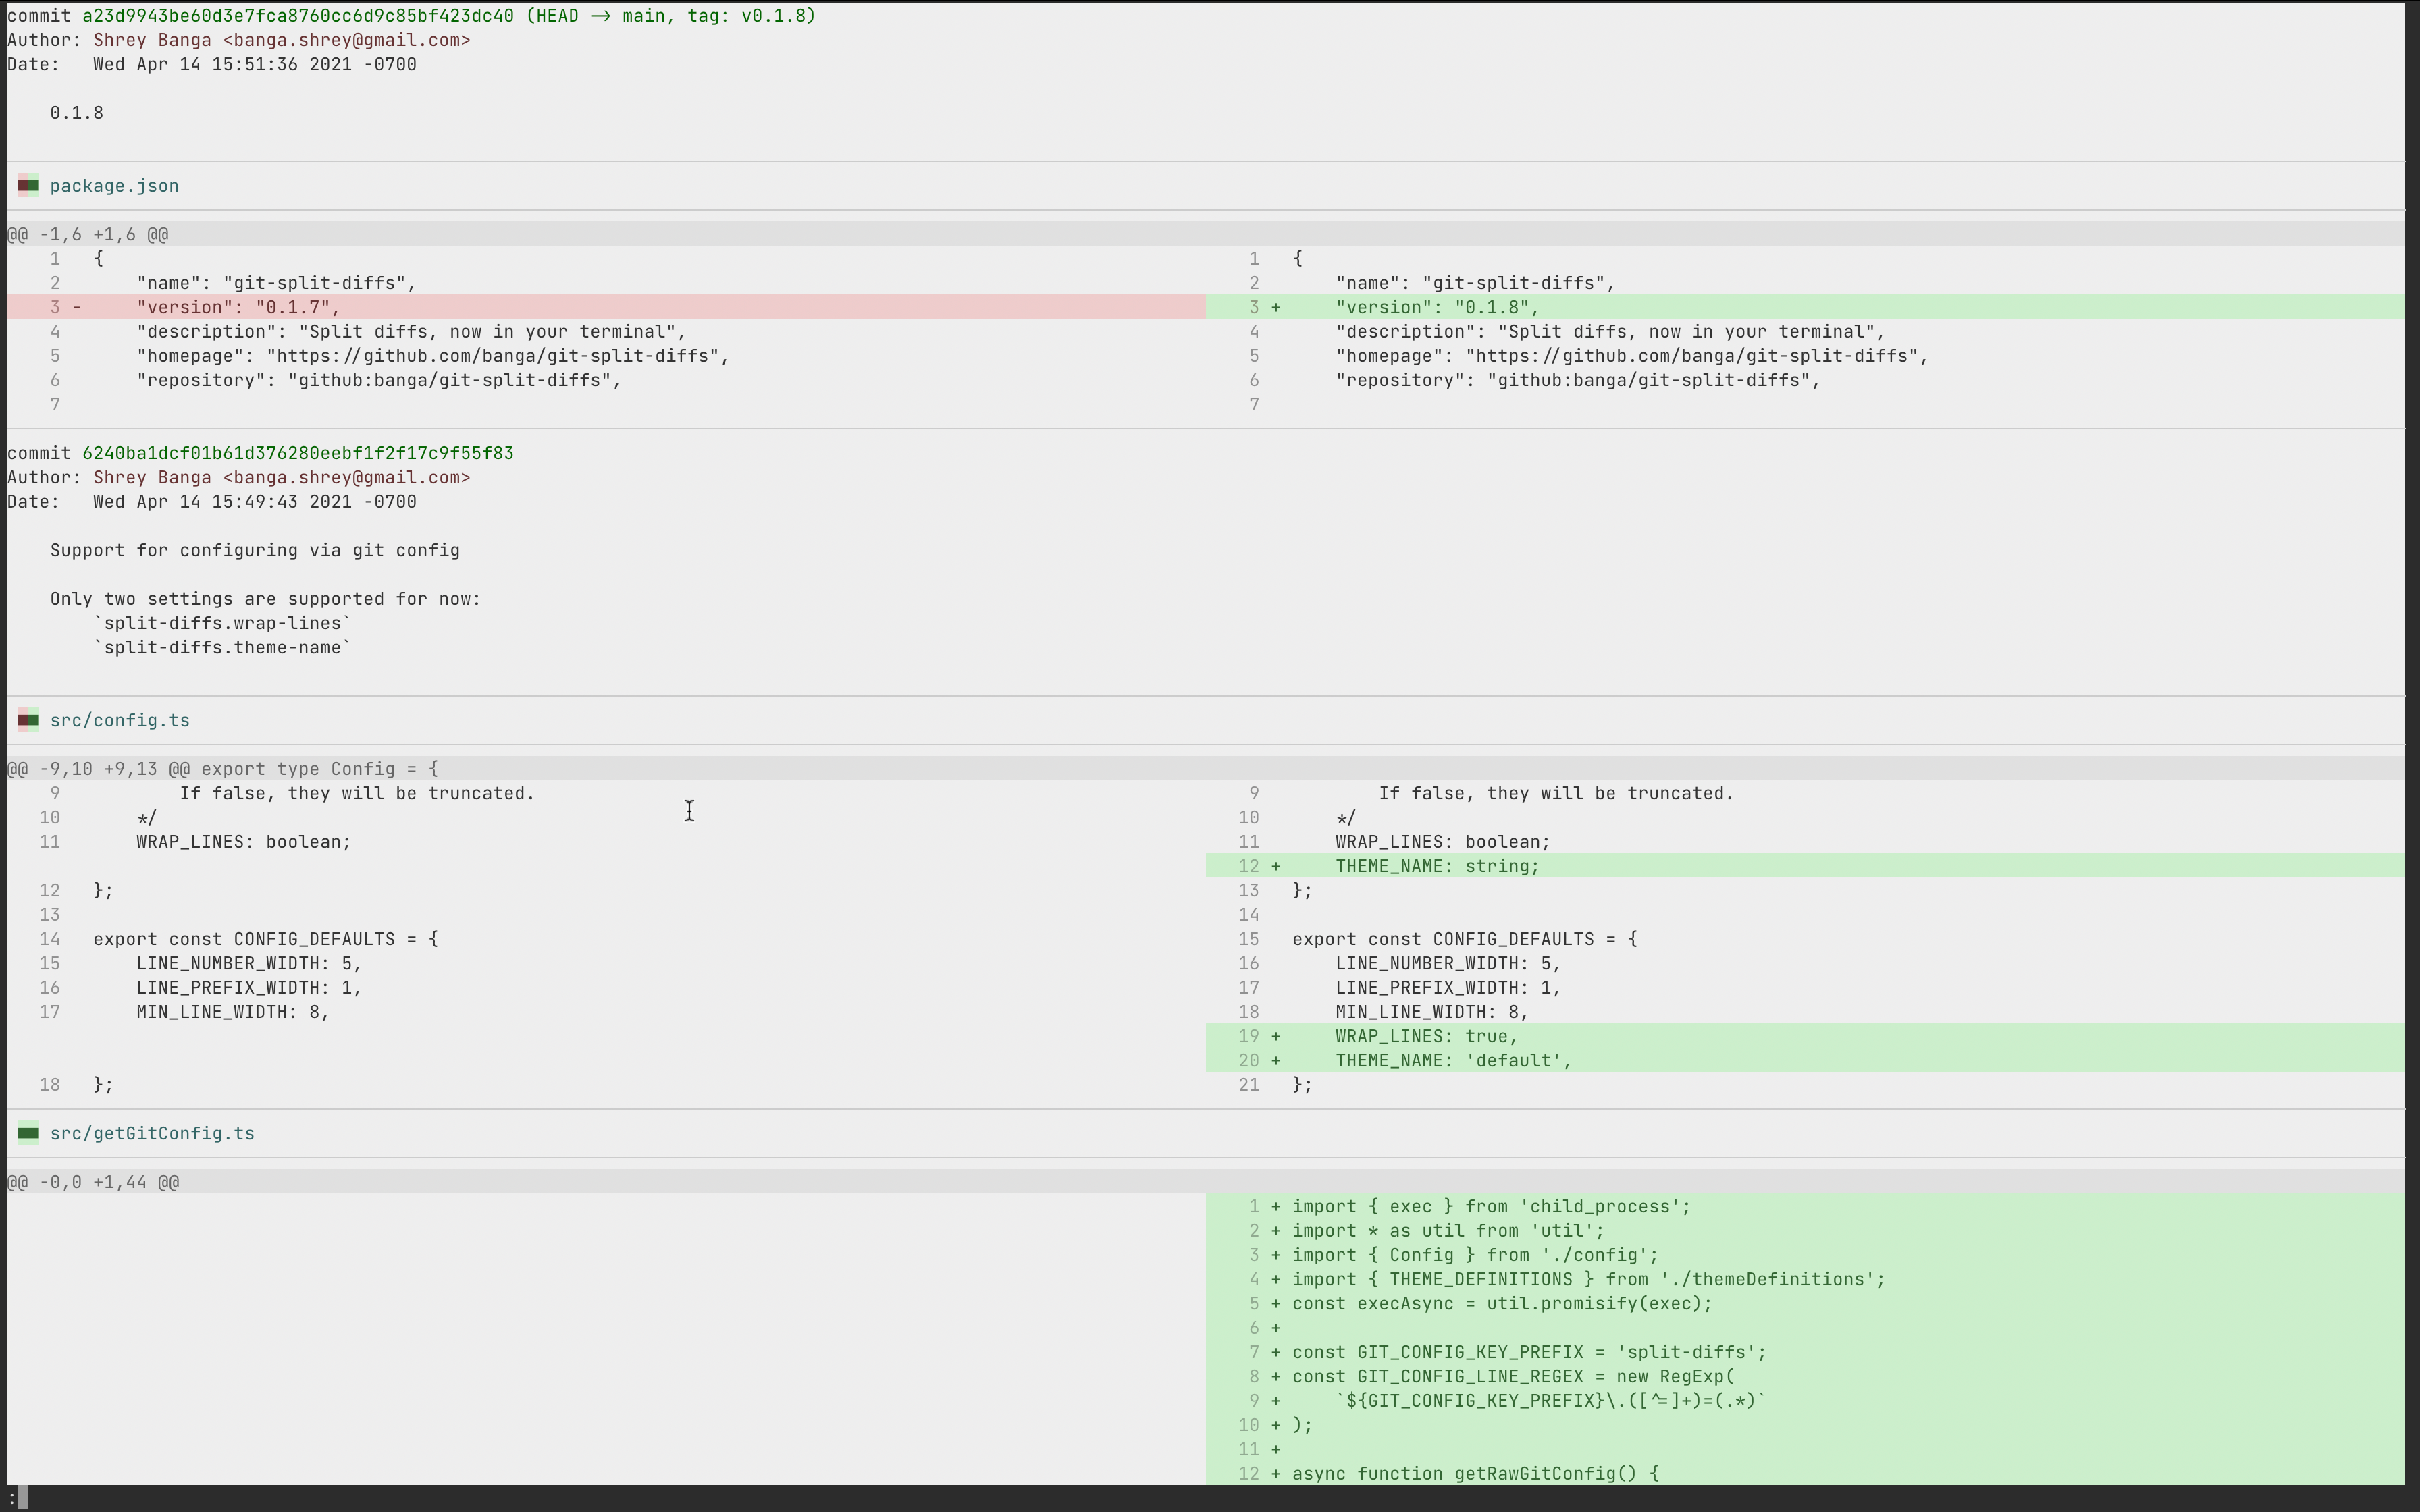 commit a23d9943be60d3e7fca8760cc6d9c85bf423dc40 (HEAD -> main, tag: v0.1.8)
Author: Shrey Banga <banga.shrey@gmail.com>
Date:   Wed Apr 14 15:51:36 2021 -0700
    0.1.8
package.json
@@ -1,6 +1,6 @@
1   {    1   {
2       "name": "git-split-diffs",    2       "name": "git-split-diffs",
3 -     "version": "0.1.7",    3 +     "version": "0.1.8",
4       "description": "Split diffs, now in your terminal",    4       "description": "Split diffs, now in your terminal",
5       "homepage": "https://github.com/banga/git-split-diffs",    5       "homepage": "https://github.com/banga/git-split-diffs",
6       "repository": "github:banga/git-split-diffs",    6       "repository": "github:banga/git-split-diffs",
7    7
commit 6240ba1dcf01b61d376280eebf1f2f17c9f55f83
Author: Shrey Banga <banga.shrey@gmail.com>
Date:   Wed Apr 14 15:49:43 2021 -0700
    Support for configuring via git config
    Only two settings are supported for now:
        `split-diffs.wrap-lines`
        `split-diffs.theme-name`
src/config.ts
@@ -9,10 +9,13 @@ export type Config = {
9           If false, they will be truncated.    9           If false, they will be truncated.
10       */    10       */
11       WRAP_LINES: boolean;    11       WRAP_LINES: boolean;
12 +     THEME_NAME: string;
12   };    13   };
13    14
14   export const CONFIG_DEFAULTS = {    15   export const CONFIG_DEFAULTS = {
15       LINE_NUMBER_WIDTH: 5,    16       LINE_NUMBER_WIDTH: 5,
16       LINE_PREFIX_WIDTH: 1,    17       LINE_PREFIX_WIDTH: 1,
17       MIN_LINE_WIDTH: 8,    18       MIN_LINE_WIDTH: 8,
19 +     WRAP_LINES: true,
20 +     THEME_NAME: 'default',
18   };    21   };
src/getGitConfig.ts
@@ -0,0 +1,44 @@
1 + import { exec } from 'child_process';
2 + import * as util from 'util';
3 + import { Config } from './config';
4 + import { THEME_DEFINITIONS } from './themeDefinitions';
5 + const execAsync = util.promisify(exec);
6 +
7 + const GIT_CONFIG_KEY_PREFIX = 'split-diffs';
8 + const GIT_CONFIG_LINE_REGEX = new RegExp(
9 +     `${GIT_CONFIG_KEY_PREFIX}\.([^=]+)=(.*)`
10 + );
11 +
12 + async function getRawGitConfig() {
: